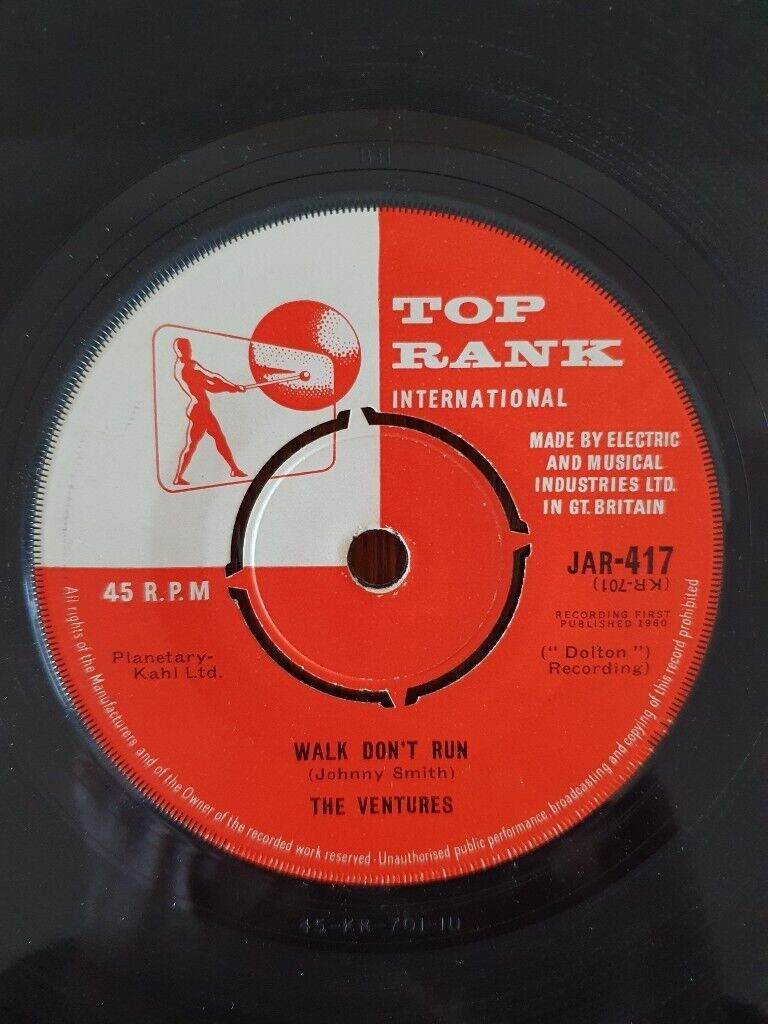 TOP
RANK
INTERNATIONAL
MADE BY ELECTRIC
AND MUSICAL
INDUSTRIES LTD.
IN GT. BRITAIN
JAR-417
(KR-701)
45 R.P.M
RECORDING FIRST
PUBLISHED 1960
Planetary-
Kahl Ltd.
("Dolton")
Recording)
WALK DON'T RUN
(Johnny Smith)
THE VENTURES
All rights of the Manufacturers and of the Owner of the recorded work reserved - Unauthorised public performance, broadcasting and copying of this record prohibited
45-KR-701-1U